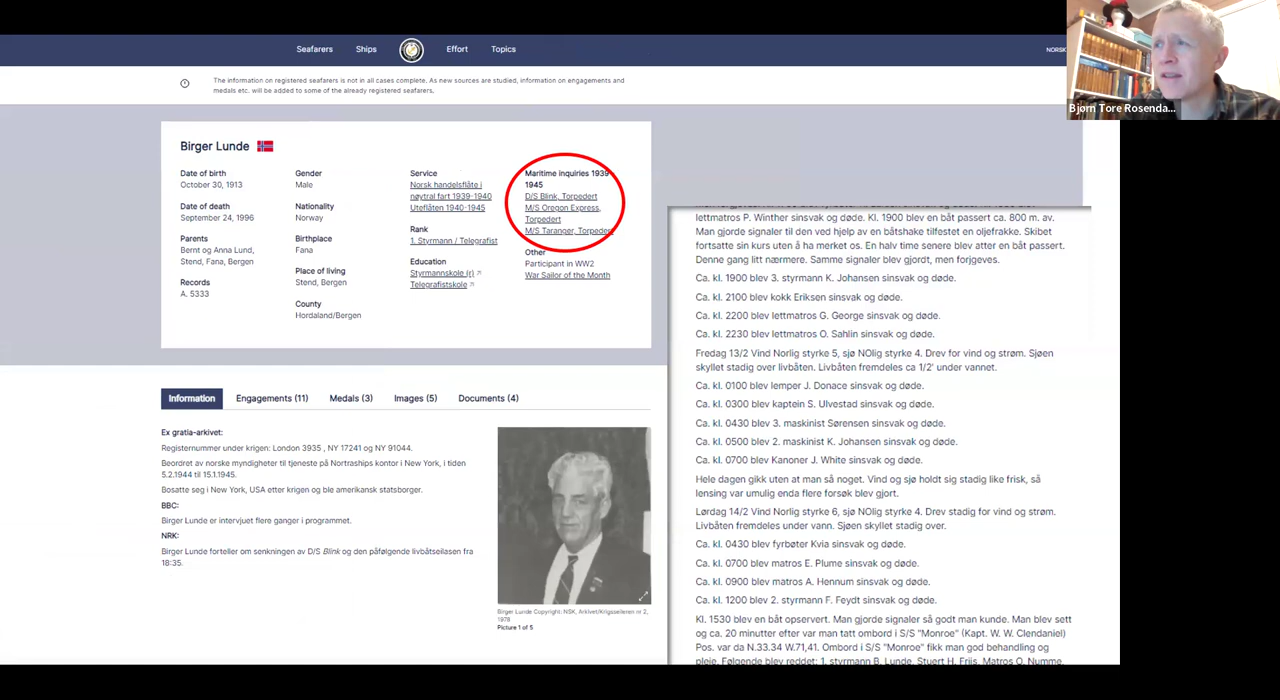 Seafarers Ships Effort Topics
NORSK
Bjørn Tore Rosenda...
The information on registered seafarers is not in all cases complete. As new sources are studied, information on engagements and
medals etc. will be added to some of the already registered seafarers.
Birger Lunde
Date of birth
October 30, 1913
Date of death
September 24, 1996
Parents
Bernt og Anna Lund,
Stend, Fana, Bergen
Records
A. 5333
Gender
Male
Nationality
Norway
Birthplace
Fana
Place of living
Stend, Bergen
County
Hordaland/Bergen
Service
Norsk handelsflåte i
nøytral fart 1939-1940
Uteflåten 1940-1945
Rank
1. Styrmann / Telegrafist
Education
Styrmannskole (r)
Telegrafistskole
Maritime inquiries 1939
1945
D/S Blink, Torpedert
M/S Oregon Express,
Torpedert
M/S Taranger, Torpedert
Other
Participant in WW2
War Sailor of the Month
Information Engagements (11) Medals (3) Images (5) Documents (4)
Ex gratia-arkivet:
Registernummer under krigen: London 3935 , NY 17241 og NY 91044.
Beordret av norske myndigheter til tjeneste på Nortraships kontor i New York, i tiden
5.2.1944 til 15.1.1945.
Bosatte seg i New York, USA etter krigen og ble amerikansk statsborger.
BBC:
Birger Lunde er intervjuet flere ganger i programmet.
NRK:
Birger Lunde forteller om senkningen av D/S Blink og den påfølgende livbåtseilasen fra
18:35.
Birger Lunde Copyright: NSK, Arkivet/Krigsseileren nr 2,
1978
Picture 1 of 5
lettmatros P. Winther sinsvak og døde. Kl. 1900 blev en båt passert ca. 800 m. av.
Man gjorde signaler til den ved hjelp av en båtshake tilfestet en oljefrakke. Skibet
fortsatte sin kurs uten å ha merket os. En halv time senere blev atter en båt passert.
Denne gang litt nærmere. Samme signaler blev gjort, men forgjeves.
Ca. kl. 1900 blev 3. styrmann K. Johansen sinsvak og døde.
Ca. kl. 2100 blev kokk Eriksen sinsvak og døde.
Ca. kl. 2200 blev lettmatros G. George sinsvak og døde.
Ca. kl. 2230 blev lettmatros O. Sahlin sinsvak og døde.
Fredag 13/2 Vind Norlig styrke 5, sjø NOlig styrke 4. Drev for vind og strøm. Sjøen
skyllet stadig over livbåten. Livbåten fremdeles ca 1/2' under vannet.
Ca. kl. 0100 blev lemper J. Donace sinsvak og døde.
Ca. kl. 0300 blev kaptein S. Ulvestad sinsvak og døde.
Ca. kl. 0430 blev 3. maskinist Sørensen sinsvak og døde.
Ca. kl. 0500 blev 2. maskinist K. Johansen sinsvak og døde.
Ca. kl. 0700 blev Kanoner J. White sinsvak og døde.
Hele dagen gikk uten at man så noget. Vind og sjø holdt sig stadig like frisk, så
lensing var umulig enda flere forsøk blev gjort.
Lørdag 14/2 Vind Norlig styrke 6, sjø NOlig styrke 4. Drev stadig for vind og strøm.
Livbåten fremdeles under vann. Sjøen skyllet stadig over.
Ca. kl. 0430 blev fyrbøter Kvia sinsvak og døde.
Ca. kl. 0700 blev matros E. Plume sinsvak og døde.
Ca. kl. 0900 blev matros A. Hennum sinsvak og døde.
Ca. kl. 1200 blev 2. styrmann F. Feydt sinsvak og døde.
Kl. 1530 blev en båt opservert. Man gjorde signaler så godt man kunde. Man blev sett
og ca. 20 minutter efter var man tatt ombord i S/S "Monroe" (Kapt. W. W. Clendaniel)
Pos. var da N.33.34 W.71,41. Ombord i S/S "Monroe" fikk man god behandling og
pleie. Følgende blev reddet: 1. styrmann B. Lunde, Stuert H. Friis, Matros O. Numme,